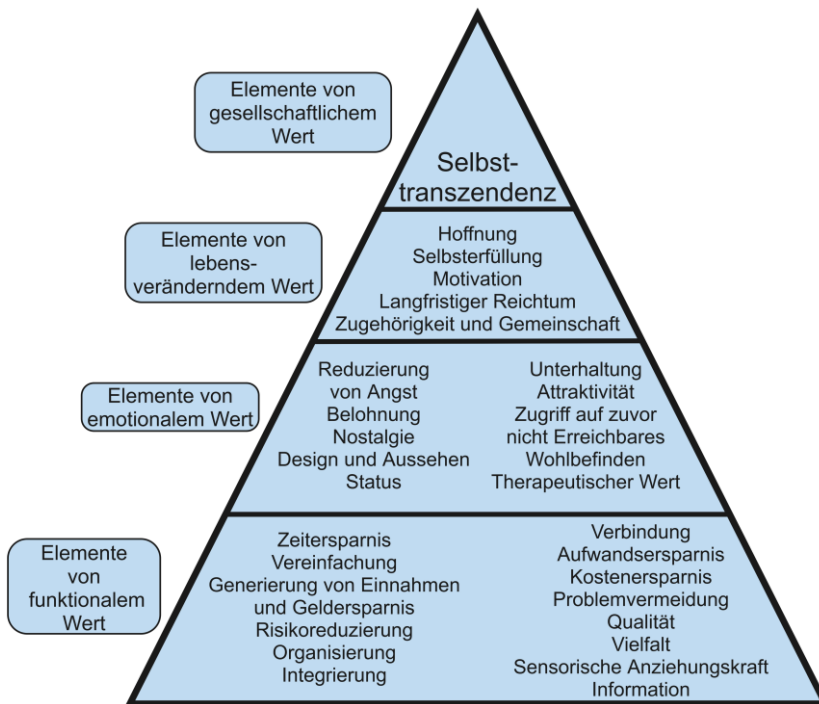 Elemente von
gesellschaftlichem
Wert
Selbst-
transzendenz
Elemente von
lebens-
veränderndem Wert
Hoffnung
Selbsterfüllung
Motivation
Langfristiger Reichtum
Zugehörigkeit und Gemeinschaft
Elemente von
emotionalem Wert
Reduzierung
von Angst
Belohnung
Nostalgie
Design und Aussehen
Status
Unterhaltung
Attraktivität
Zugriff auf zuvor
nicht Erreichbares
Wohlbefinden
Therapeutischer Wert
Elemente
von
funktionalem
Wert
Zeitersparnis
Vereinfachung
Generierung von Einnahmen
und Geldersparnis
Risikoreduzierung
Organisierung
Integrierung
Verbindung
Aufwandsersparnis
Kostenersparnis
Problemvermeidung
Qualität
Vielfalt
Sensorische Anziehungskraft
Information